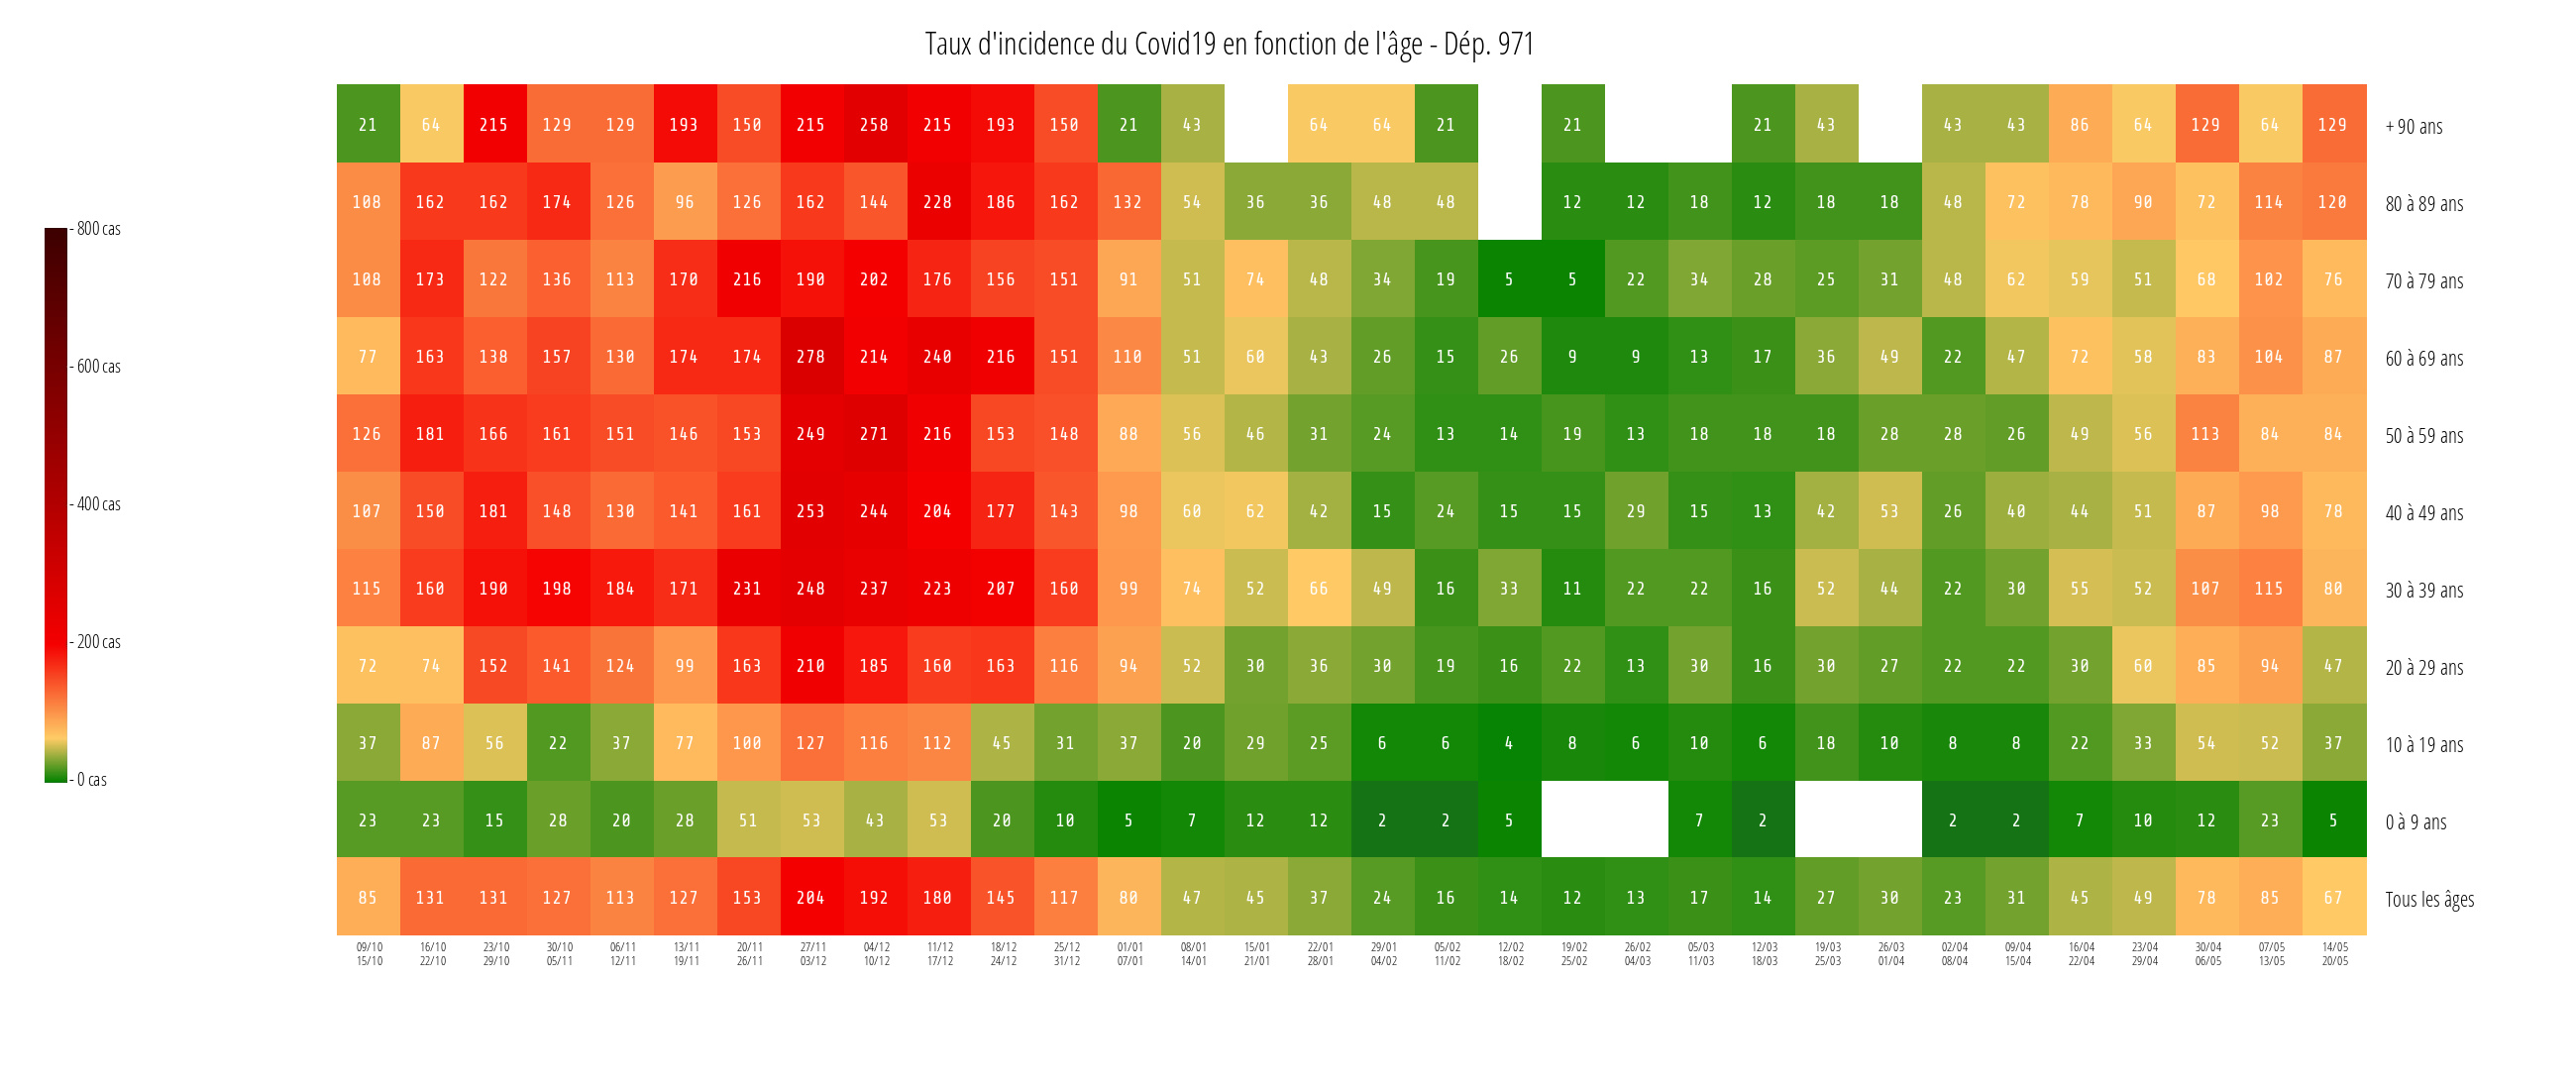 Taux d'incidence du Covid19 en fonction de l'âge - Dép. 971
21 64 215 129 129 193 150 215 258 215 193 150 21 43 64 64 21 21 21 43 43 43 86 64 129 64 129 + 90 ans
- 800 cas
108 162 162 174 126 96 126 162 144 228 186 162 132 54 36 36 48 48 12 12 18 12 18 18 48 72 78 90 72 114 120 80 à 89 ans
108 173 122 136 113 170 216 190 202 176 156 151 91 51 74 48 34 19 5 5 22 34 28 25 31 48 62 59 51 68 102 76 70 à 79 ans
- 600 cas
77 163 138 157 130 174 174 278 214 240 216 151 110 51 60 43 26 15 26 9 9 13 17 36 49 22 47 72 58 83 104 87 60 à 69 ans
126 181 166 161 151 146 153 249 271 216 153 148 88 56 46 31 24 13 14 19 13 18 18 18 28 28 26 49 56 113 84 84 50 à 59 ans
- 400 cas
107 150 181 148 130 141 161 253 244 204 177 143 98 60 62 42 15 24 15 15 29 15 13 42 53 26 40 44 51 87 98 78 40 à 49 ans
115 160 190 198 184 171 231 248 237 223 207 160 99 74 52 66 49 16 33 11 22 22 16 52 44 22 30 55 52 107 115 80 30 à 39 ans
- 200 cas
72 74 152 141 124 99 163 210 185 160 163 116 94 52 30 36 30 19 16 22 13 30 16 30 27 22 22 30 60 85 94 47 20 à 29 ans
37 87 56 22 37 77 100 127 116 112 45 31 37 20 29 25 6 6 4 8 6 10 6 18 10 8 8 22 33 54 52 37 10 à 19 ans
- 0 cas
23 23 15 28 20 28 51 53 43 53 20 10 5 7 12 12 2 2 5 7 2 2 2 7 10 12 23 5 0 à 9 ans
85 131 131 127 113 127 153 204 192 180 145 117 80 47 45 37 24 16 14 12 13 17 14 27 30 23 31 45 49 78 85 67 Tous les âges
09/10 16/10 23/10 30/10 06/11 13/11 20/11 27/11 04/12 11/12 18/12 25/12 01/01 08/01 15/01 22/01 29/01 05/02 12/02 19/02 26/02 05/03 12/03 19/03 26/03 02/04 09/04 16/04 23/04 30/04 07/05 14/05
15/10 22/10 29/10 05/11 12/11 19/11 26/11 03/12 10/12 17/12 24/12 31/12 07/01 14/01 21/01 28/01 04/02 11/02 18/02 25/02 04/03 11/03 18/03 25/03 01/04 08/04 15/04 22/04 29/04 06/05 13/05 20/05